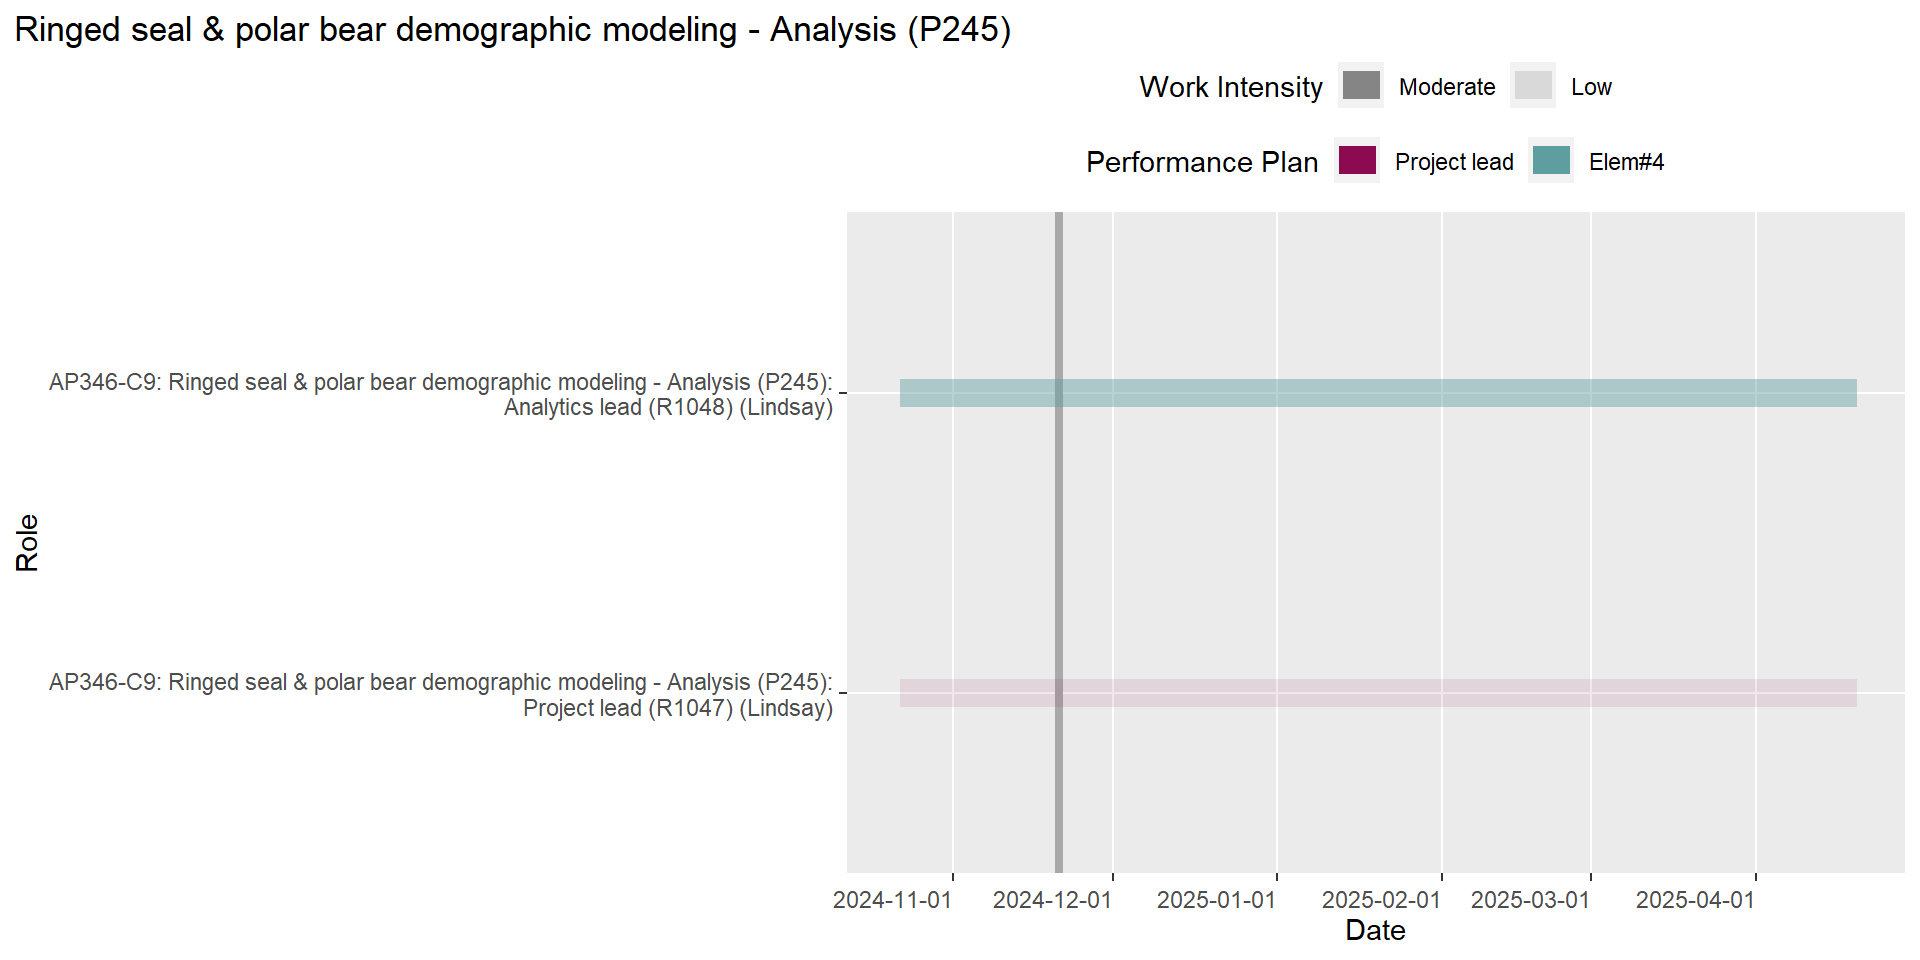 Ringed seal & polar bear demographic modeling - Analysis (P245)
Work Intensity Moderate Low
Performance Plan Project lead Elem#4
Role
AP346-C9: Ringed seal & polar bear demographic modeling - Analysis (P245):
Analytics lead (R1048) (Lindsay)
AP346-C9: Ringed seal & polar bear demographic modeling - Analysis (P245):
Project lead (R1047) (Lindsay)
2024-11-01 2024-12-01 2025-01-01 2025-02-01 2025-03-01 2025-04-01
Date